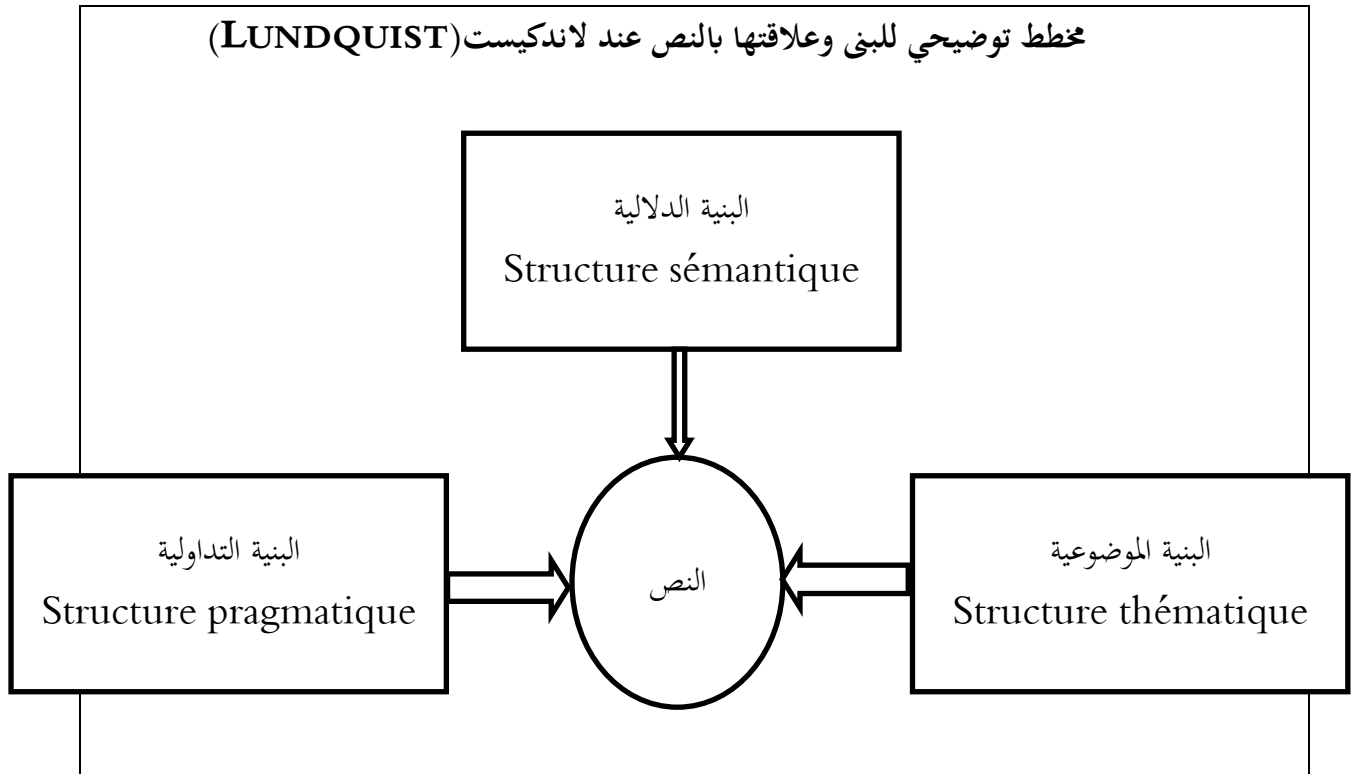 مخطط توضيحي للبنى وعلاقتها بالنص عند لاندكيست(LUNDQUIST)
البنية الدلالية
Structure sémantique
البنية الموضوعية
Structure thématique
النص
البنية التداولية
Structure pragmatique